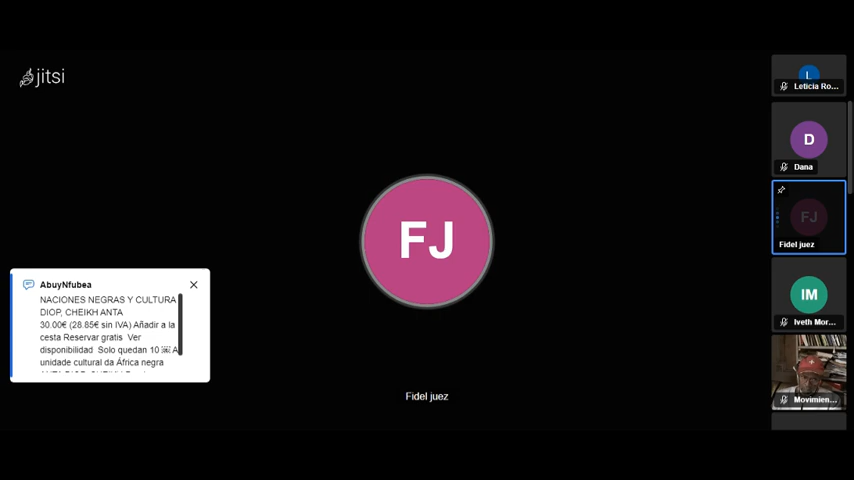 jitsi
L
Leticia Ro...
D
Dana
FJ
FJ
Fidel juez
IM
Iveth Mor...
Movimien...
AbuyNfubea
NACIONES NEGRAS Y CULTURA
DIOP, CHEIKH ANTA
30.00€ (28.85€ sin IVA) Añadir a la
cesta Reservar gratis Ver
disponibilidad Solo quedan 10 A
unidade cultural da África negra
Fidel juez